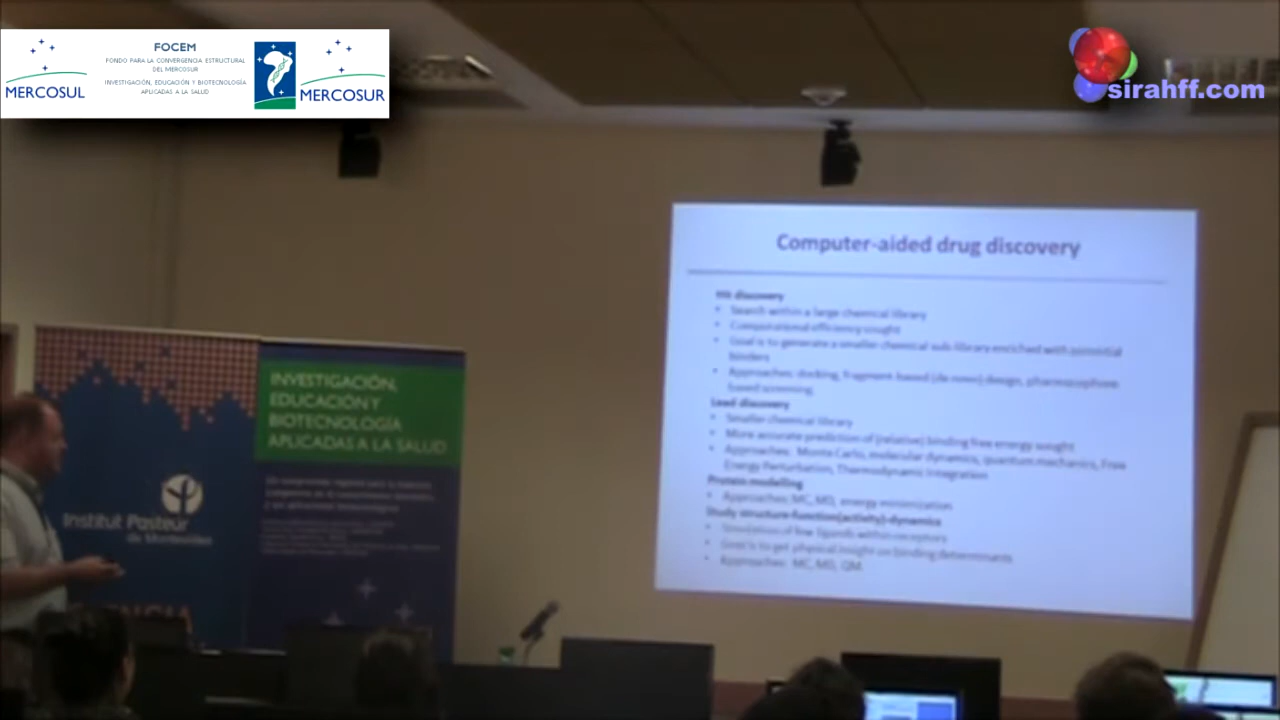 FOCEM
FONDO PARA LA CONVERGENCIA ESTRUCTURAL
DEL MERCOSUR
INVESTIGACIÓN, EDUCACIÓN Y BIOTECNOLOGÍA
APLICADAS A LA SALUD
MERCOSUL
MERCOSUR
sirahff.com
Computer-aided drug discovery
Hit discovery
• Search within a large chemical library
• Computational efficiency sought
• Goal is to generate a smaller chemical sub-library enriched with potential
binders
• Approaches: docking, fragment-based (de novo) design, pharmacophore-
based screening
Lead discovery
• Smaller chemical library
• More accurate prediction of (relative) binding free energy sought
• Approaches: Monte Carlo, molecular dynamics, quantum mechanics, Free
Energy Perturbation, Thermodynamic Integration
Protein modelling
• Approaches: MC, MD, energy minimization
Study structure-function(activity)-dynamics
• Simulation of few ligands within receptors
• Goal is to get physical insight on binding determinants
• Approaches: MC, MD, QM
INVESTIGACIÓN,
EDUCACIÓN Y
BIOTECNOLOGÍA
APLICADAS A LA SALUD
Institut Pasteur
de Montevideo